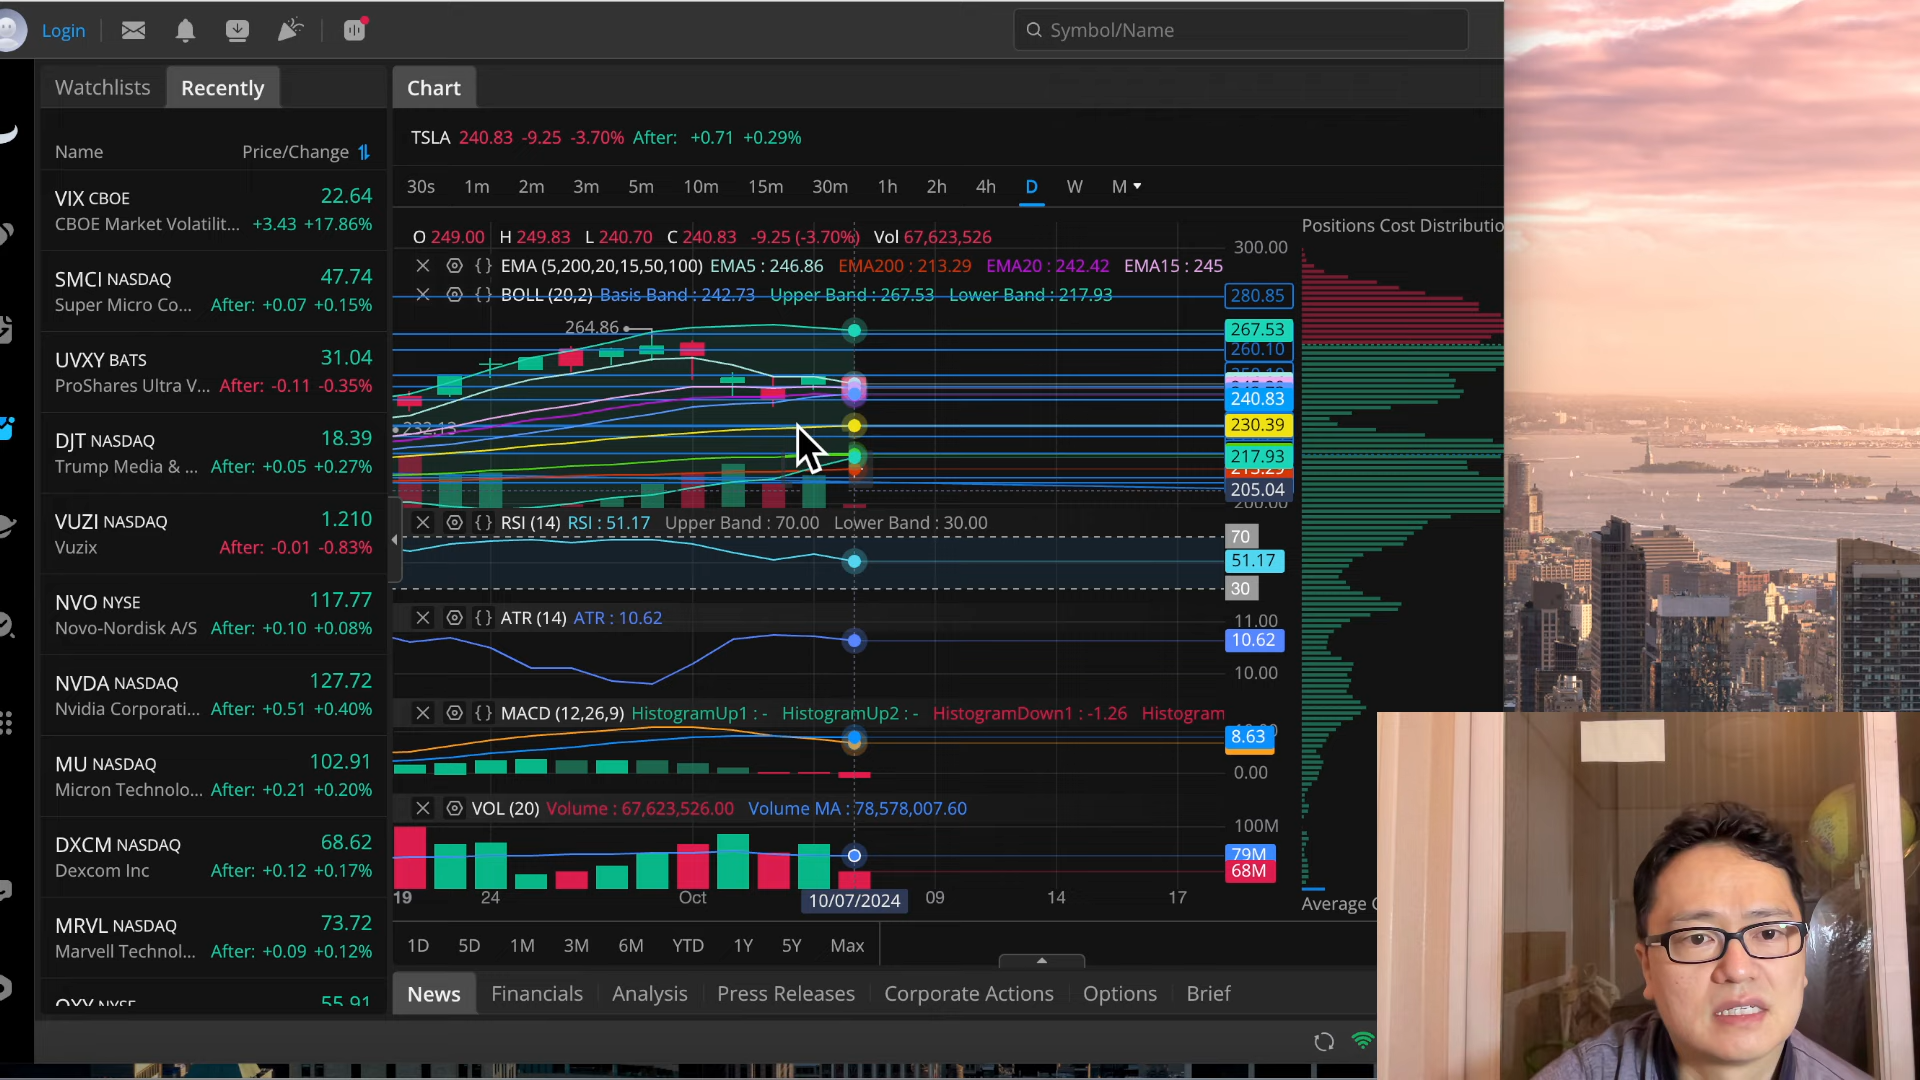 Login
Symbol/Name
Watchlists Recently Chart
TSLA 240.83 -9.25 -3.70% After: +0.71 +0.29%
Name Price/Change
30s 1m 2m 3m 5m 10m 15m 30m 1h 2h 4h D W M
VIX CBOE 22.64
CBOE Market Volatilit... +3.43 +17.86%
SMCI NASDAQ 47.74
Super Micro Co... After: +0.07 +0.15%
UVXY BATS 31.04
ProShares Ultra V... After: -0.11 -0.35%
DJT NASDAQ 18.39
Trump Media & ... After: +0.05 +0.27%
VUZI NASDAQ 1.210
Vuzix After: -0.01 -0.83%
NVO NYSE 117.77
Novo-Nordisk A/S After: +0.10 +0.08%
NVDA NASDAQ 127.72
Nvidia Corporati... After: +0.51 +0.40%
MU NASDAQ 102.91
Micron Technolo... After: +0.21 +0.20%
DXCM NASDAQ 68.62
Dexcom Inc After: +0.12 +0.17%
MRVL NASDAQ 73.72
Marvell Technol... After: +0.09 +0.12%
OXY NYSE 55.91
O 249.00 H 249.83 L 240.70 C 240.83 -9.25 (-3.70%) Vol 67,623,526
EMA (5,200,20,15,50,100) EMA5 : 246.86 EMA200 : 213.29 EMA20 : 242.42 EMA15 : 245
BOLL (20,2) Basis Band : 242.73 Upper Band : 267.53 Lower Band : 217.93
264.86
232.13
300.00
280.85
267.53
260.10
240.83
230.39
217.93
213.29
205.04
200.00
RSI (14) RSI : 51.17 Upper Band : 70.00 Lower Band : 30.00
70
51.17
30
ATR (14) ATR : 10.62
11.00
10.62
10.00
MACD (12,26,9) HistogramUp1 : - HistogramUp2 : - HistogramDown1 : -1.26 Histogram
8.63
0.00
VOL (20) Volume : 67,623,526.00 Volume MA : 78,578,007.60
100M
79M
68M
19 24 Oct 10/07/2024 09 14 17
Positions Cost Distributio
Average C
1D 5D 1M 3M 6M YTD 1Y 5Y Max
News Financials Analysis Press Releases Corporate Actions Options Brief